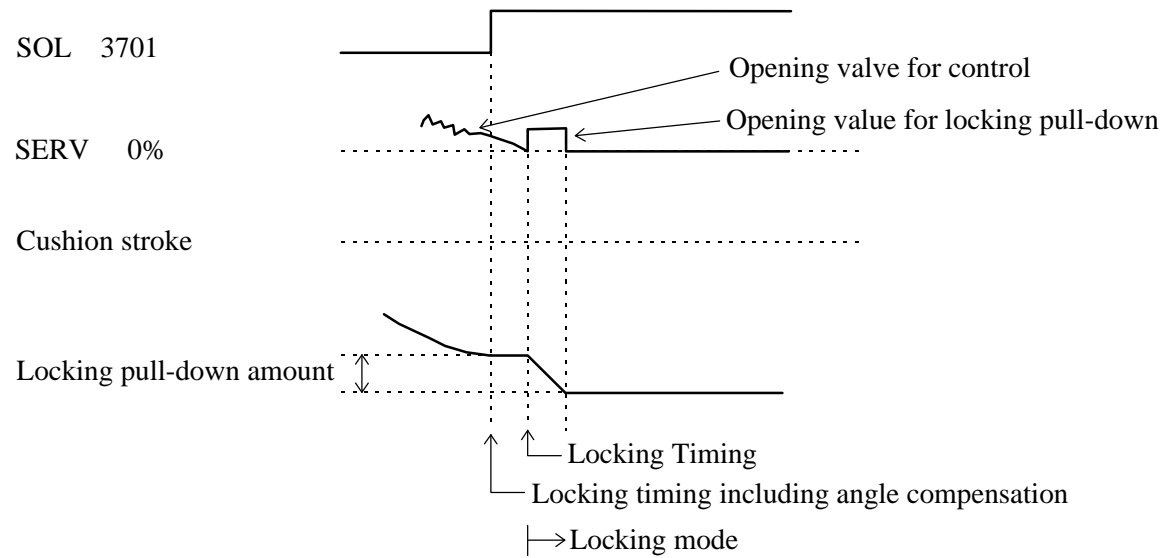 SOL 3701
Opening valve for control
Opening value for locking pull-down
SERV 0%
Cushion stroke
Locking pull-down amount
Locking Timing
Locking timing including angle compensation
Locking mode